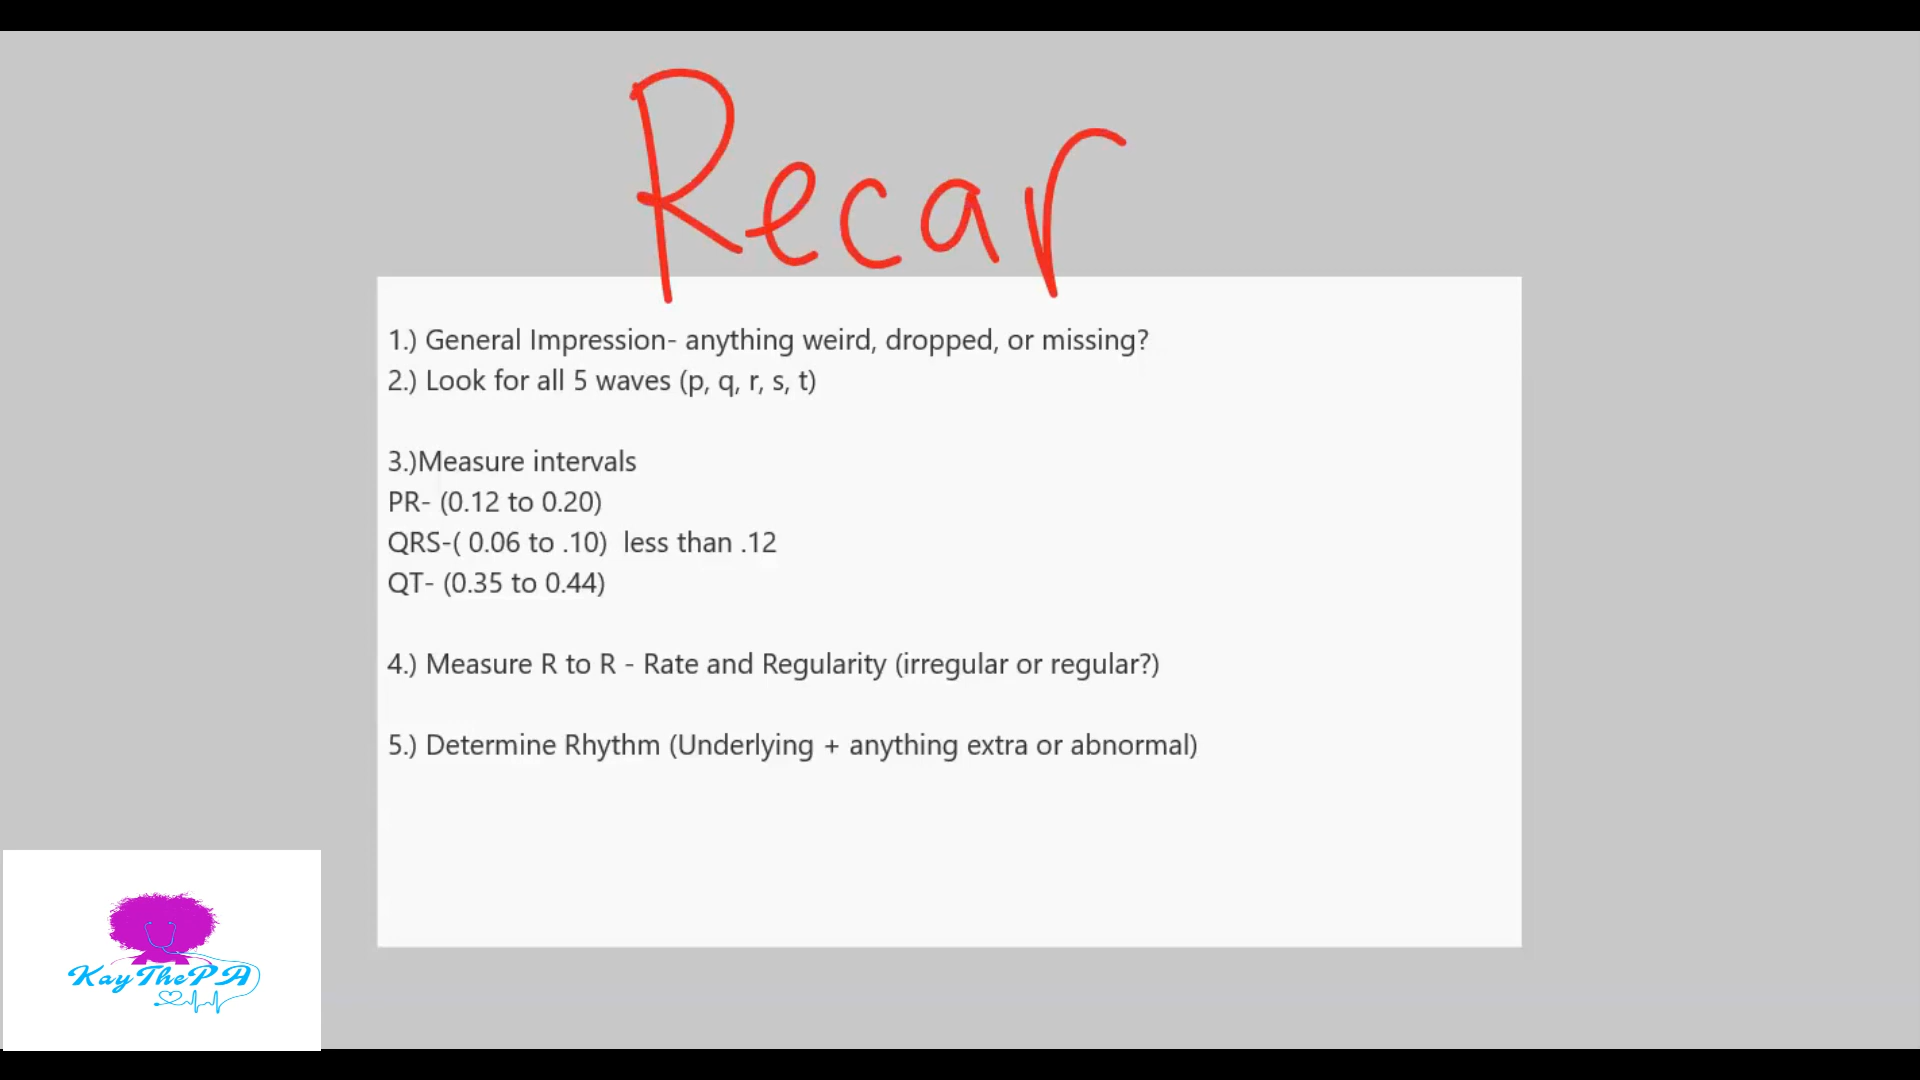 Recar
1.) General Impression- anything weird, dropped, or missing?
2.) Look for all 5 waves (p, q, r, s, t)
3.)Measure intervals
PR- (0.12 to 0.20)
QRS-( 0.06 to .10)  less than .12
QT- (0.35 to 0.44)
4.) Measure R to R - Rate and Regularity (irregular or regular?)
5.) Determine Rhythm (Underlying + anything extra or abnormal)
KayThePA